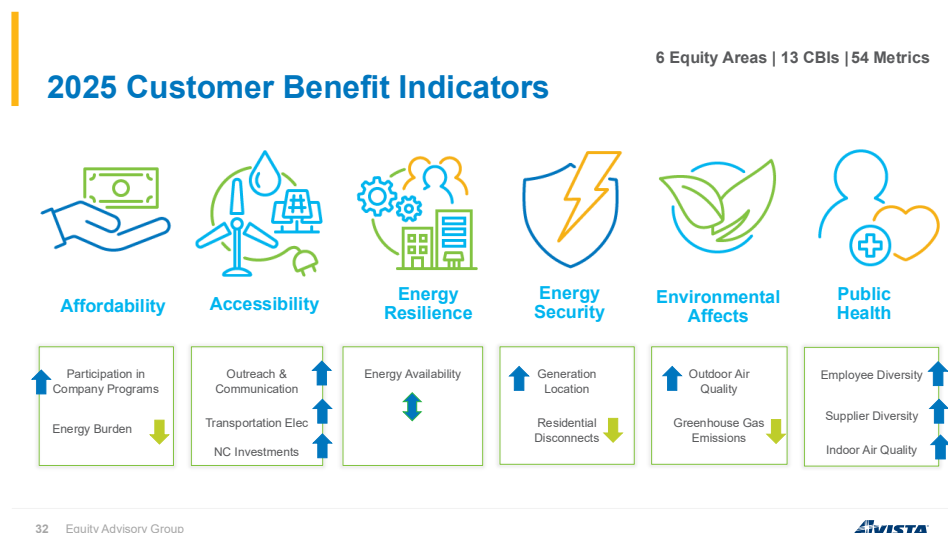 6 Equity Areas | 13 CBIs |54 Metrics
2025 Customer Benefit Indicators
Affordability
Accessibility
Energy
Resilience
Energy
Security
Environmental
Affects
Public
Health
Participation in
Company Programs
Energy Burden
Outreach &
Communication
Transportation Elec
NC Investments
Energy Availability
Generation
Location
Residential
Disconnects
Outdoor Air
Quality
Greenhouse Gas
Emissions
Employee Diversity
Supplier Diversity
Indoor Air Quality
32 Equity Advisory Group
AVISTA